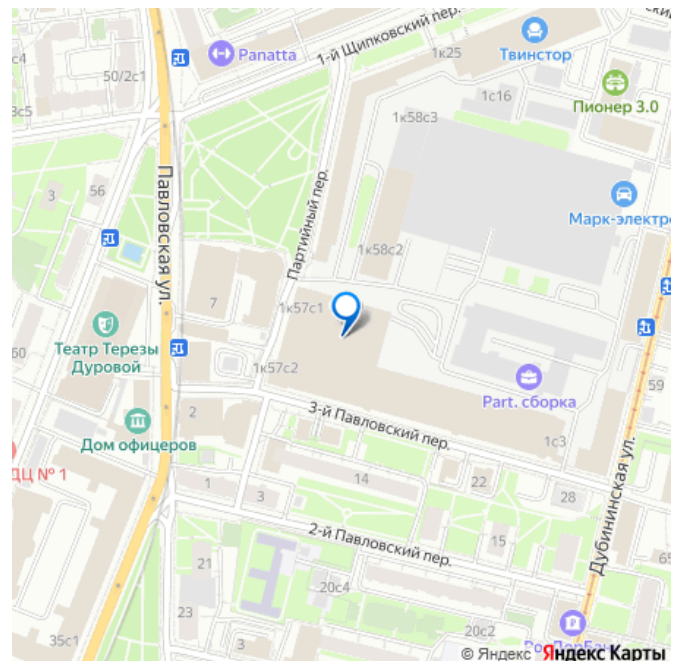 50/2с1
Panatta
1-й Щипковский пер.
1к25
Твинстор
1с16
Пионер 3.0
1к58с3
3с5
56
3
Павловская ул.
Партийный пер.
Марк-электро
1к58с2
7
1к57с1
Театр Терезы
Дуровой
50
1к57с2
Part. сборка
59
2
3-й Павловский пер.
Дом офицеров
1с3
ДЦ № 1
1
3
14
22
28
Дубининская ул.
2-й Павловский пер.
15
21
20с4
23
3
20с2
35с1
© Яндекс Яндекс Карты